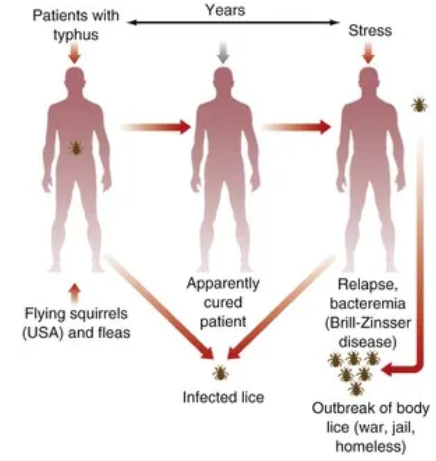 Patients with
typhus
Years
Stress
Flying squirrels
(USA) and fleas
Apparently
cured
patient
Relapse,
bacteremia
(Brill-Zinsser
disease)
Infected lice
Outbreak of body
lice (war, jail,
homeless)